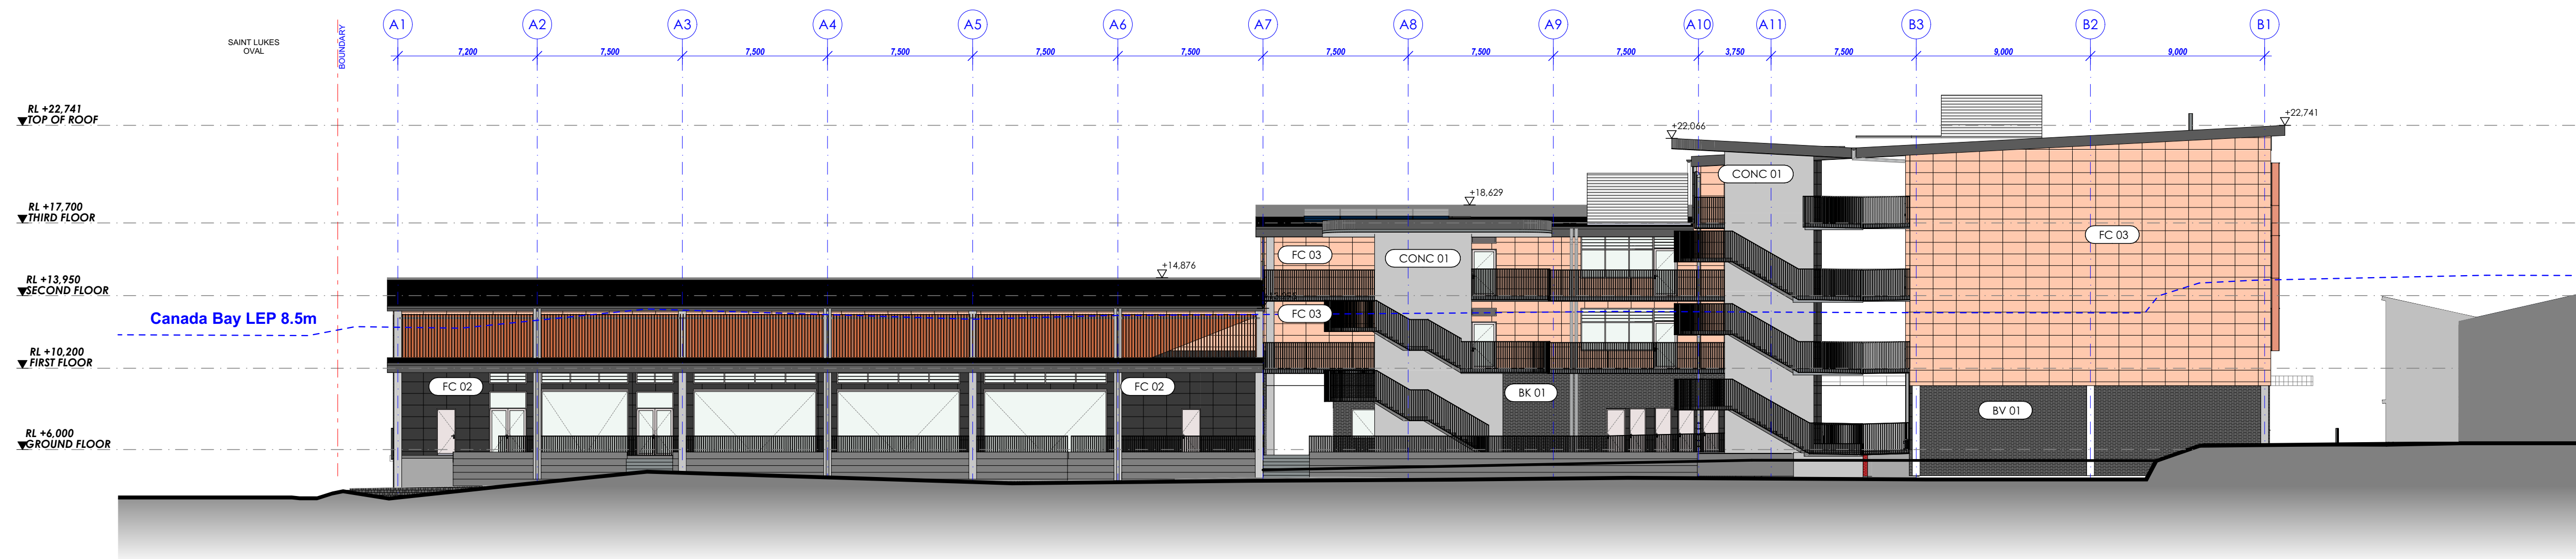 A1 A2 A3 A4 A5 A6 A7 A8 A9 A10 A11 B3 B2 B1
SAINT LUKES
OVAL
BOUNDARY
7,200 7,500 7,500 7,500 7,500 7,500 7,500 7,500 7,500 3,750 7,500 9,000 9,000
RL +22,741
TOP OF ROOF
+22,066
+22,741
CONC 01
RL +17,700
THIRD FLOOR
+18,629
FC 03
FC 03
CONC 01
+14,876
RL +13,950
SECOND FLOOR
Canada Bay LEP 8.5m
FC 03
RL +10,200
FIRST FLOOR
FC 02
FC 02
BK 01
BV 01
RL +6,000
GROUND FLOOR